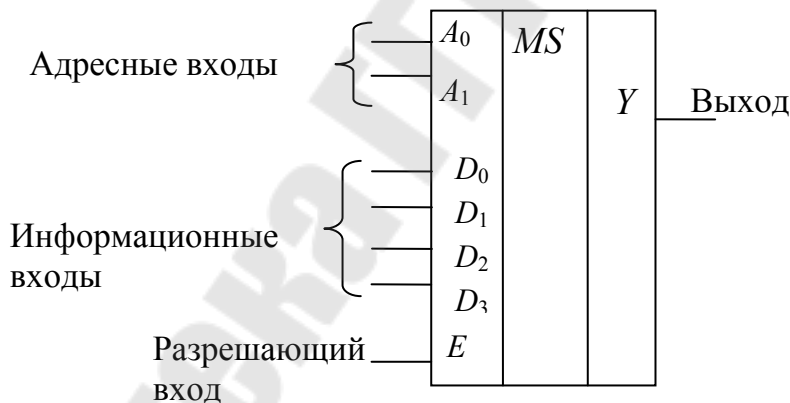 Адресные входы
A₀
MS
A₁
Y
Выход
D₀
D₁
Информационные
входы
D₂
D₃
Разрешающий
вход
E